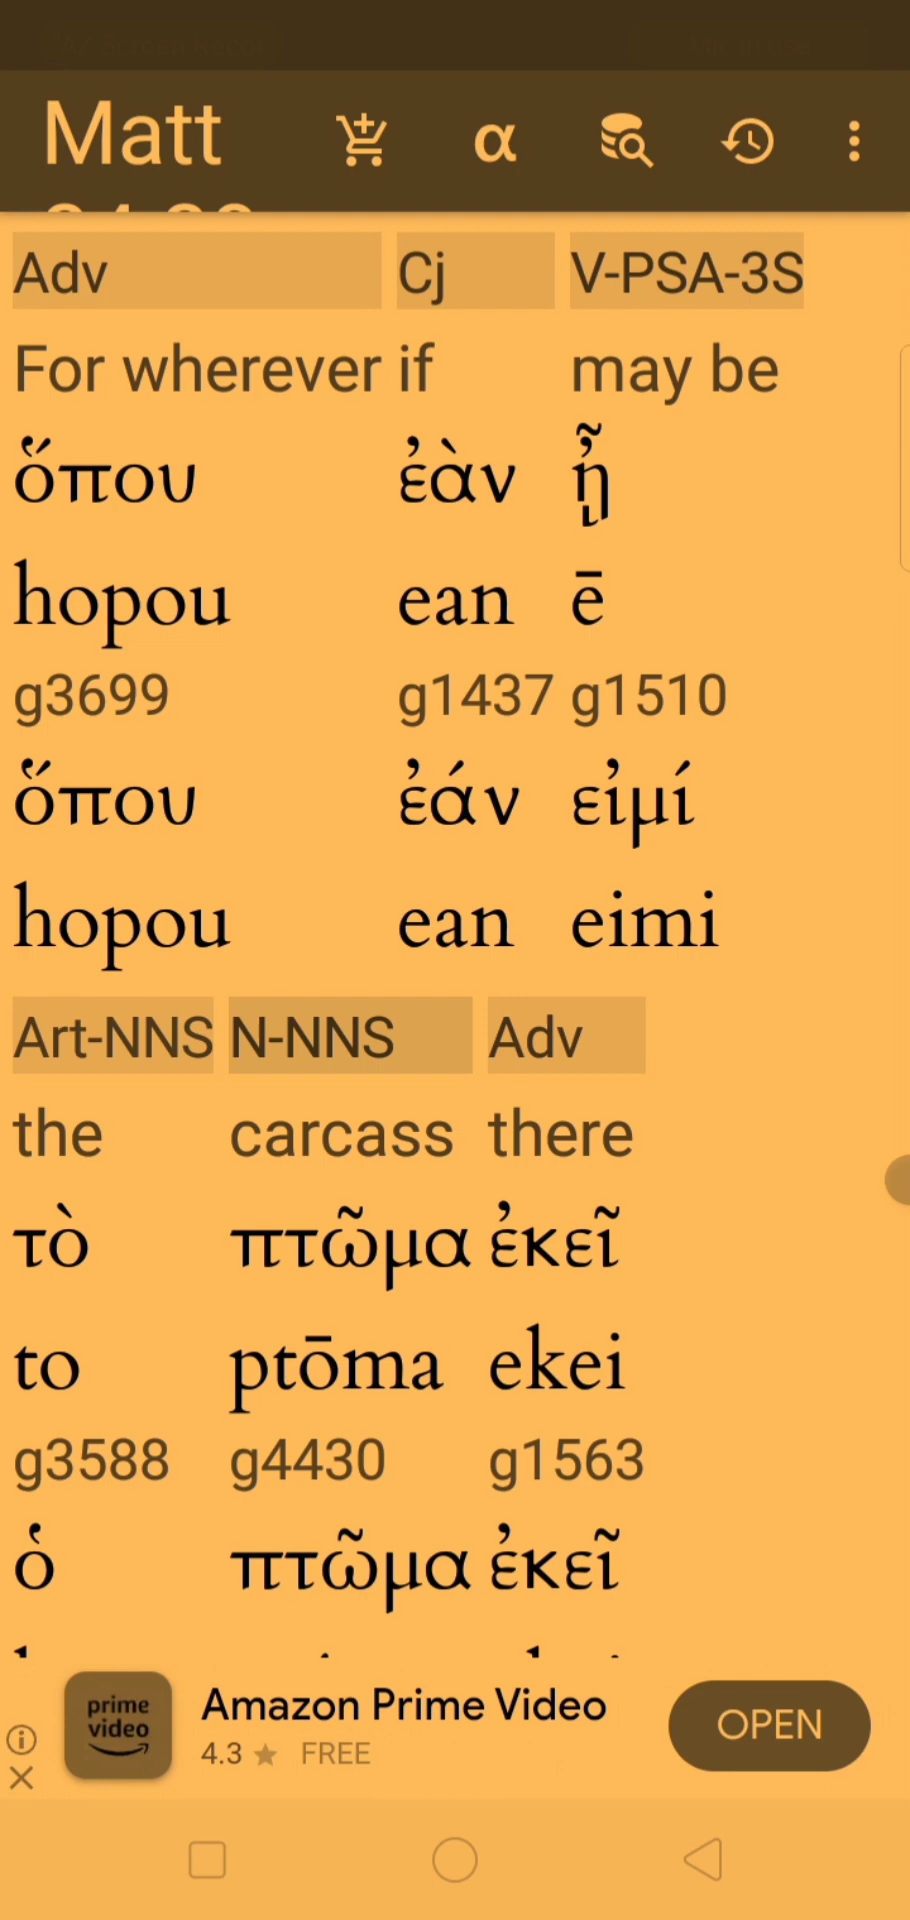 Matt
α
Adv Cj V-PSA-3S
For wherever if may be
ὅπου ἐὰν ᾖ
hopou ean ē
g3699 g1437 g1510
ὅπου ἐάν εἰμί
hopou ean eimi
Art-NNS N-NNS Adv
the carcass there
τὸ πτῶμα ἐκεῖ
to ptōma ekei
g3588 g4430 g1563
ὁ πτῶμα ἐκεῖ
prime video
Amazon Prime Video
4.3 ★ FREE
OPEN